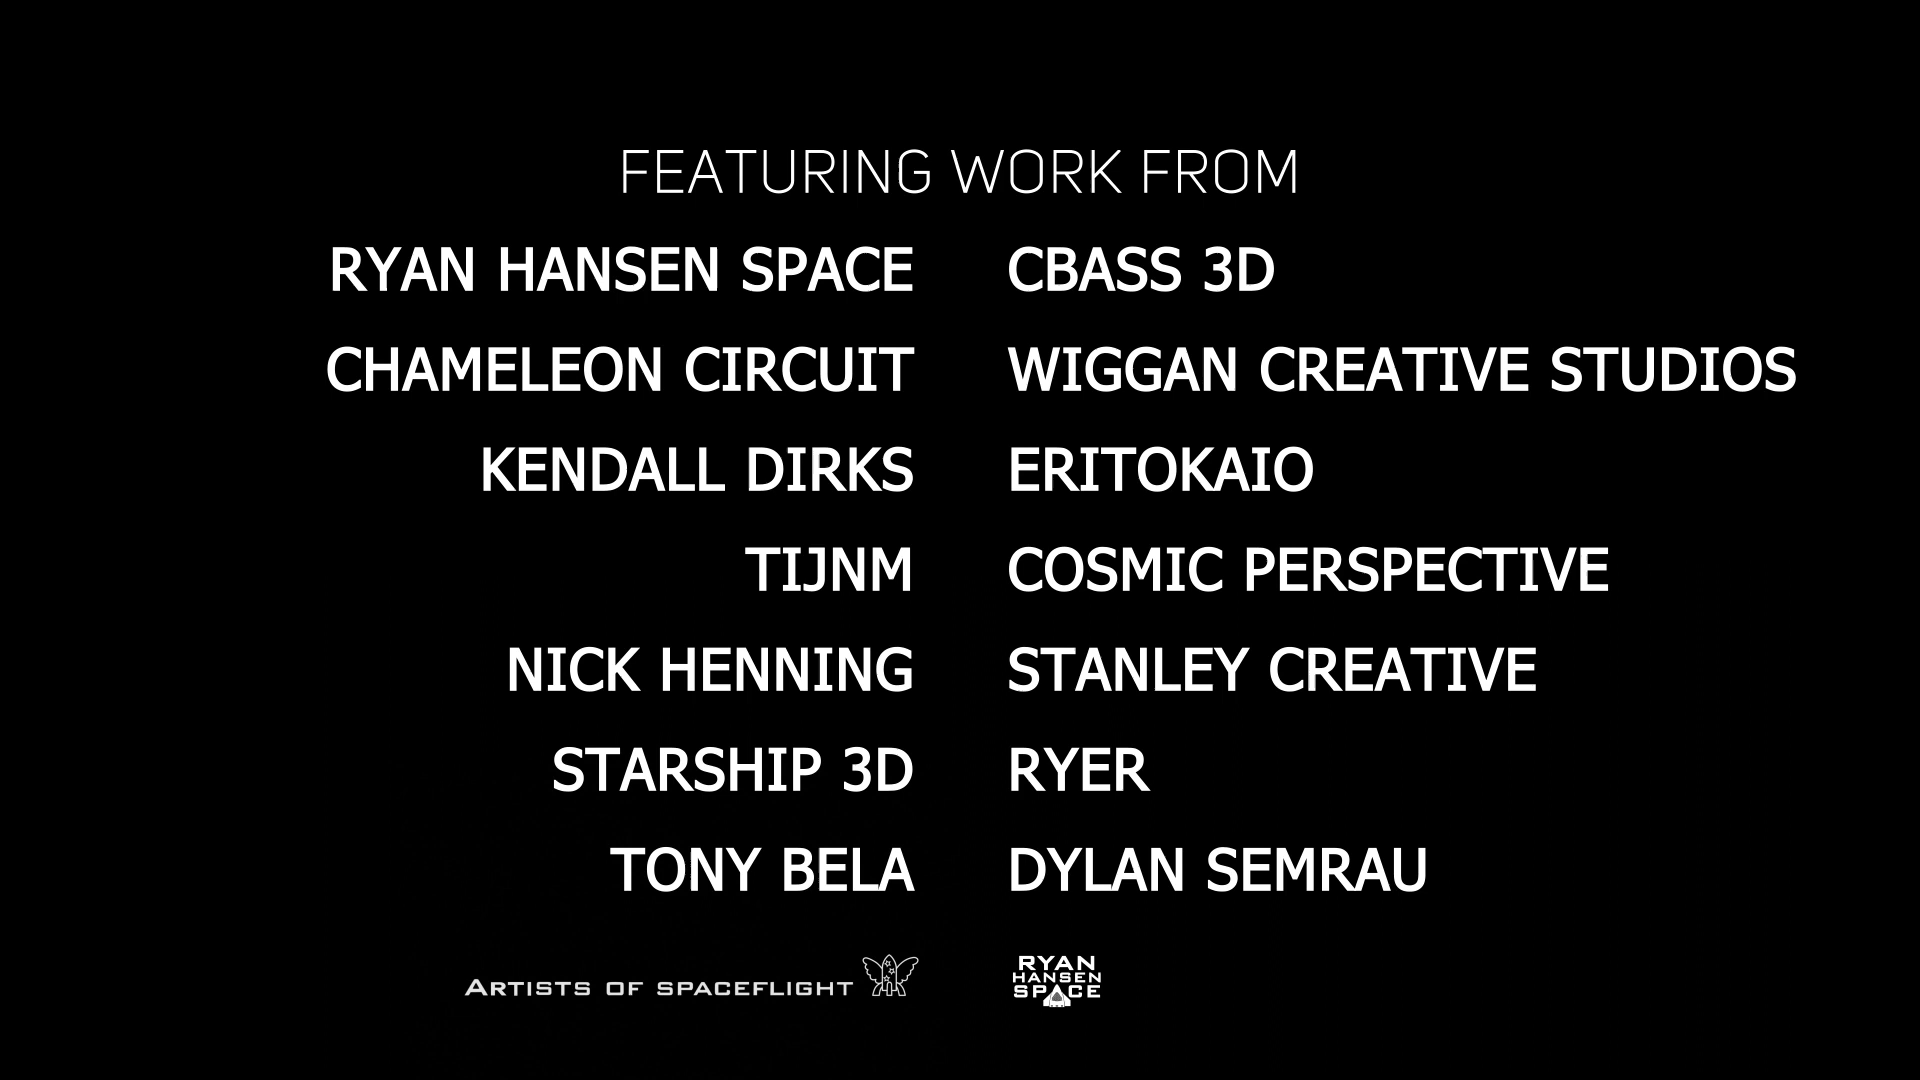 FEATURING WORK FROM
RYAN HANSEN SPACE CBASS 3D
CHAMELEON CIRCUIT WIGGAN CREATIVE STUDIOS
KENDALL DIRKS ERITOKAIO
TIJNM COSMIC PERSPECTIVE
NICK HENNING STANLEY CREATIVE
STARSHIP 3D RYER
TONY BELA DYLAN SEMRAU
ARTISTS OF SPACEFLIGHT
RYAN
HANSEN
SPACE